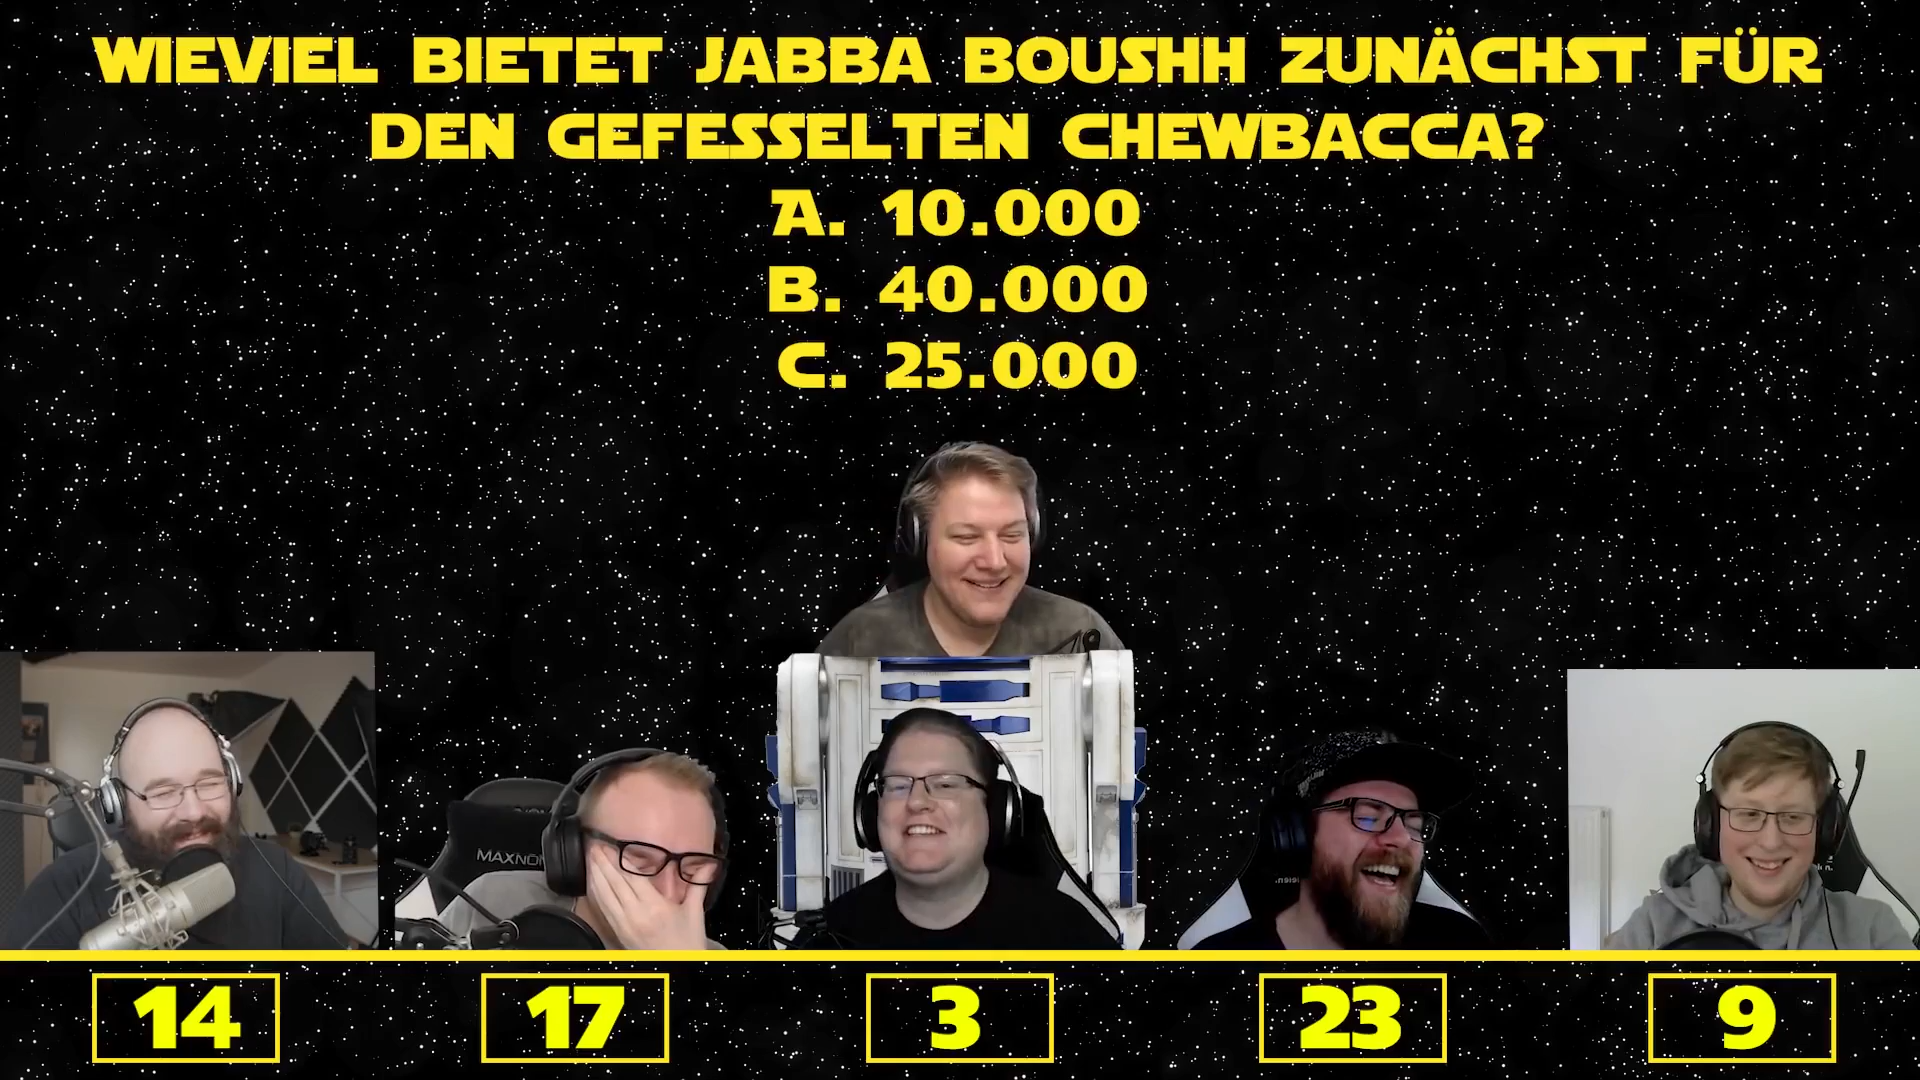 WIEVIEL BIETET JABBA BOUSHH ZUNÄCHST FÜR
DEN GEFESSELTEN CHEWBACCA?
A. 10.000
B. 40.000
C. 25.000
14
17
3
23
9